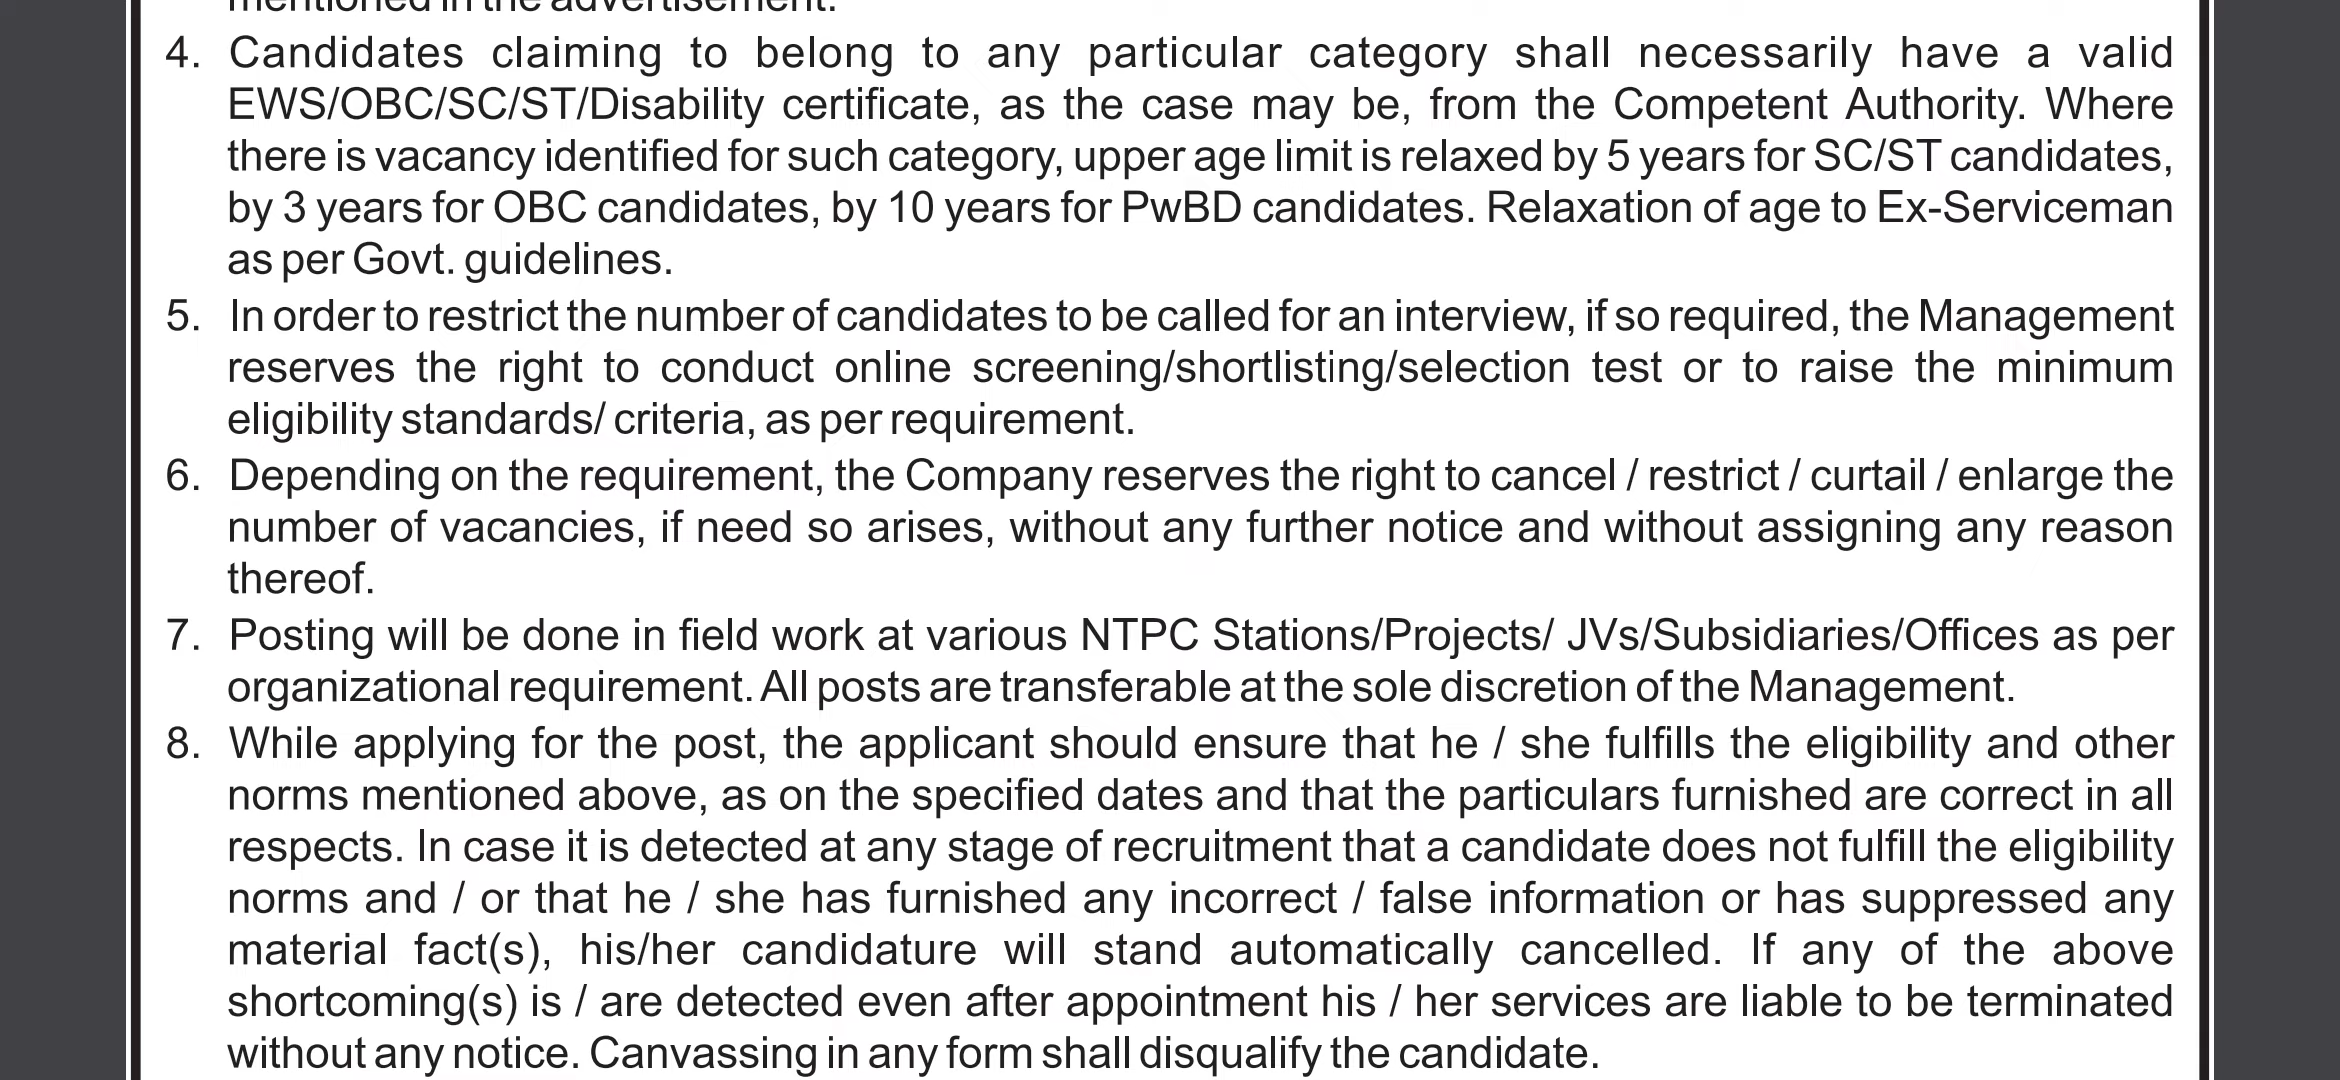 mentioned in the advertisement.
4. Candidates claiming to belong to any particular category shall necessarily have a valid
EWS/OBC/SC/ST/Disability certificate, as the case may be, from the Competent Authority. Where
there is vacancy identified for such category, upper age limit is relaxed by 5 years for SC/ST candidates,
by 3 years for OBC candidates, by 10 years for PwBD candidates. Relaxation of age to Ex-Serviceman
as per Govt. guidelines.
5. In order to restrict the number of candidates to be called for an interview, if so required, the Management
reserves the right to conduct online screening/shortlisting/selection test or to raise the minimum
eligibility standards/ criteria, as per requirement.
6. Depending on the requirement, the Company reserves the right to cancel / restrict / curtail / enlarge the
number of vacancies, if need so arises, without any further notice and without assigning any reason
thereof.
7. Posting will be done in field work at various NTPC Stations/Projects/ JVs/Subsidiaries/Offices as per
organizational requirement. All posts are transferable at the sole discretion of the Management.
8. While applying for the post, the applicant should ensure that he / she fulfills the eligibility and other
norms mentioned above, as on the specified dates and that the particulars furnished are correct in all
respects. In case it is detected at any stage of recruitment that a candidate does not fulfill the eligibility
norms and / or that he / she has furnished any incorrect / false information or has suppressed any
material fact(s), his/her candidature will stand automatically cancelled. If any of the above
shortcoming(s) is / are detected even after appointment his / her services are liable to be terminated
without any notice. Canvassing in any form shall disqualify the candidate.